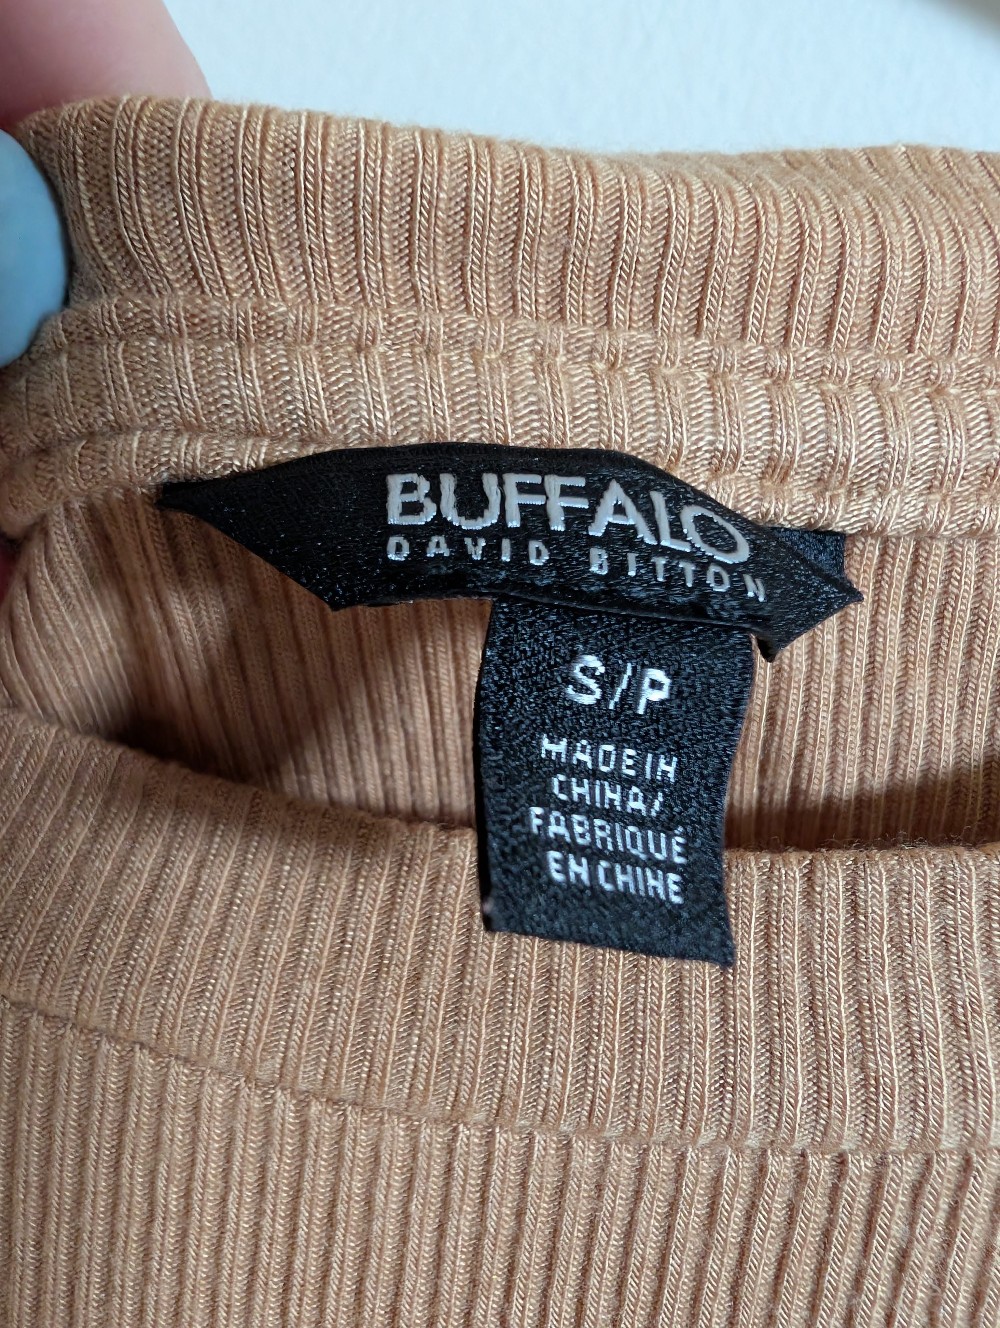 BUFFALO
DAVID BITTON
S/P
MADE IN
CHINA/
FABRIQUÉ
EN CHINE